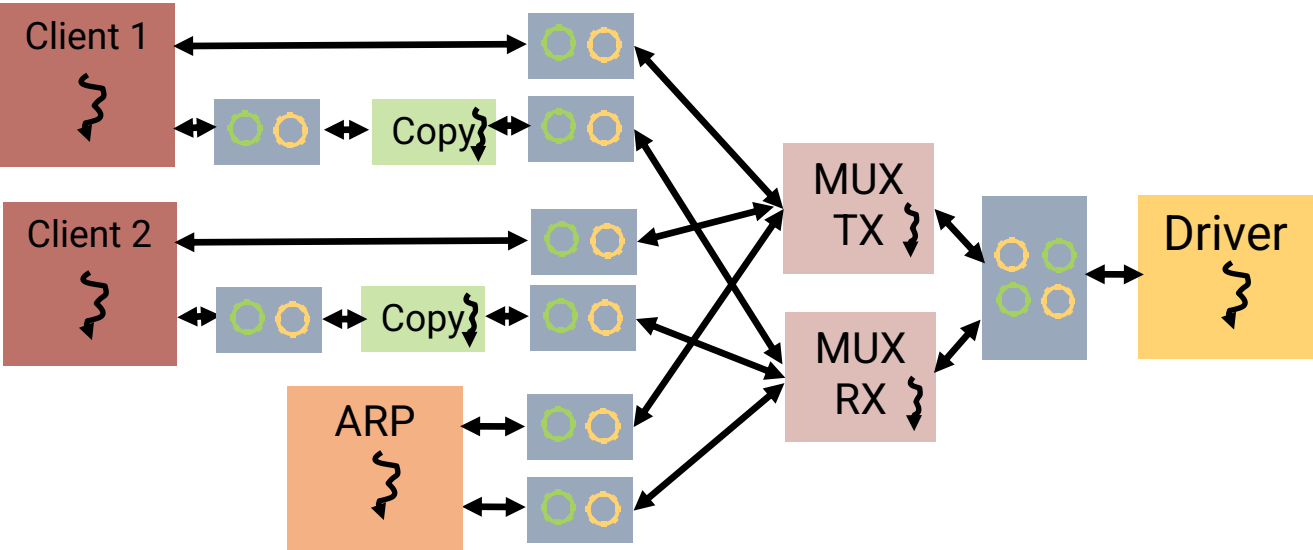 Client 1
Copy
Client 2
Copy
ARP
MUX
TX
MUX
RX
Driver